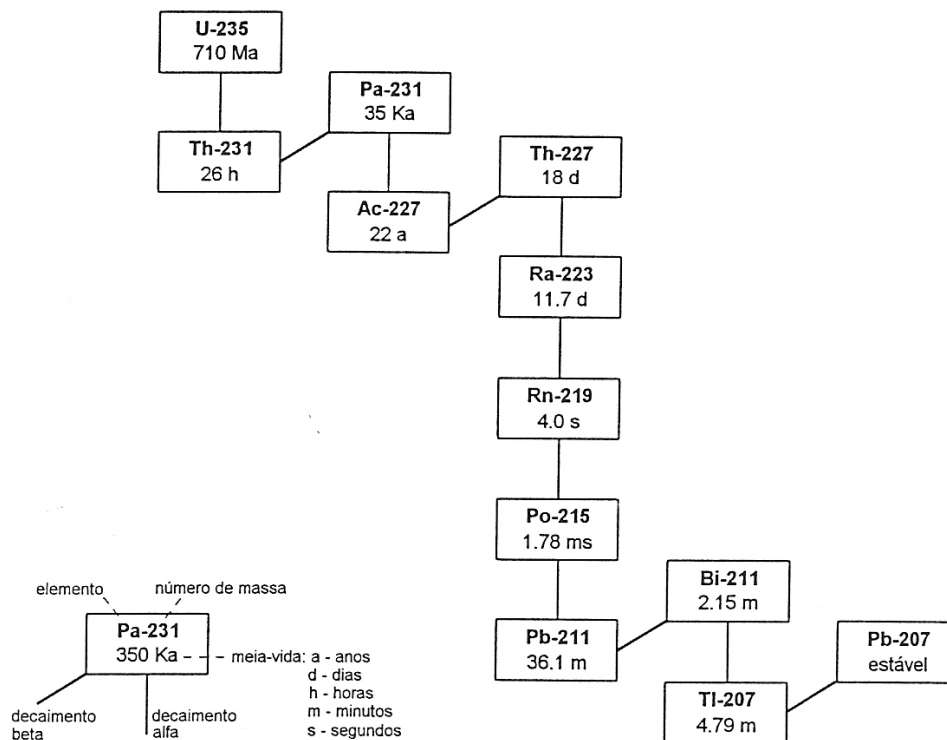 U-235
710 Ma
Pa-231
35 Ka
Th-231
26 h
Th-227
18 d
Ac-227
22 a
Ra-223
11.7 d
Rn-219
4.0 s
Po-215
1.78 ms
Bi-211
2.15 m
Pb-211
36.1 m
Pb-207
estável
Tl-207
4.79 m
elemento
número de massa
Pa-231
350 Ka
meia-vida: a - anos
d - dias
h - horas
m - minutos
s - segundos
decaimento
beta
decaimento
alfa